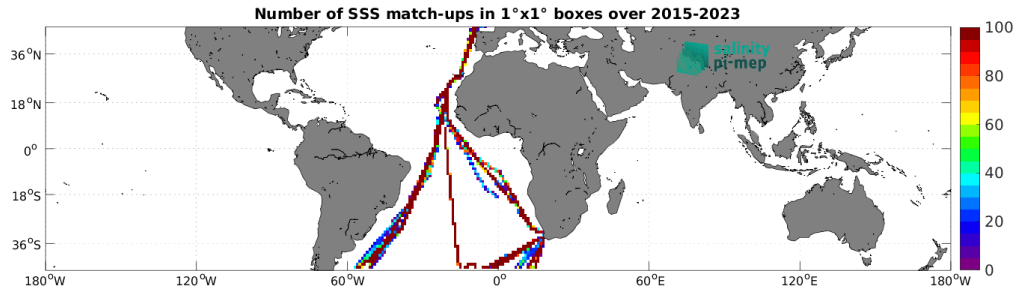 Number of SSS match-ups in 1°x1° boxes over 2015-2023
36°N
18°N
0°
18°S
36°S
180°W
120°W
60°W
0°
60°E
120°E
180°W
100
80
60
40
20
0
salinity
pi-mep